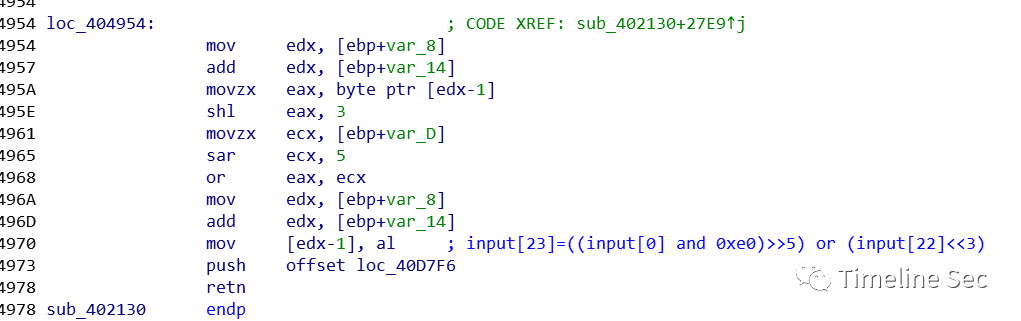 4954
4954 loc_404954: ; CODE XREF: sub_402130+27E9↑j
4954 mov edx, [ebp+var_8]
4957 add edx, [ebp+var_14]
495A movzx eax, byte ptr [edx-1]
495E shl eax, 3
4961 movzx ecx, [ebp+var_D]
4965 sar ecx, 5
4968 or eax, ecx
496A mov edx, [ebp+var_8]
496D add edx, [ebp+var_14]
4970 mov [edx-1], al ; input[23]=((input[0] and 0xe0)>>5) or (input[22]<<3)
4973 push offset loc_40D7F6
4978 retn
4978 sub_402130 endp
Timeline Sec